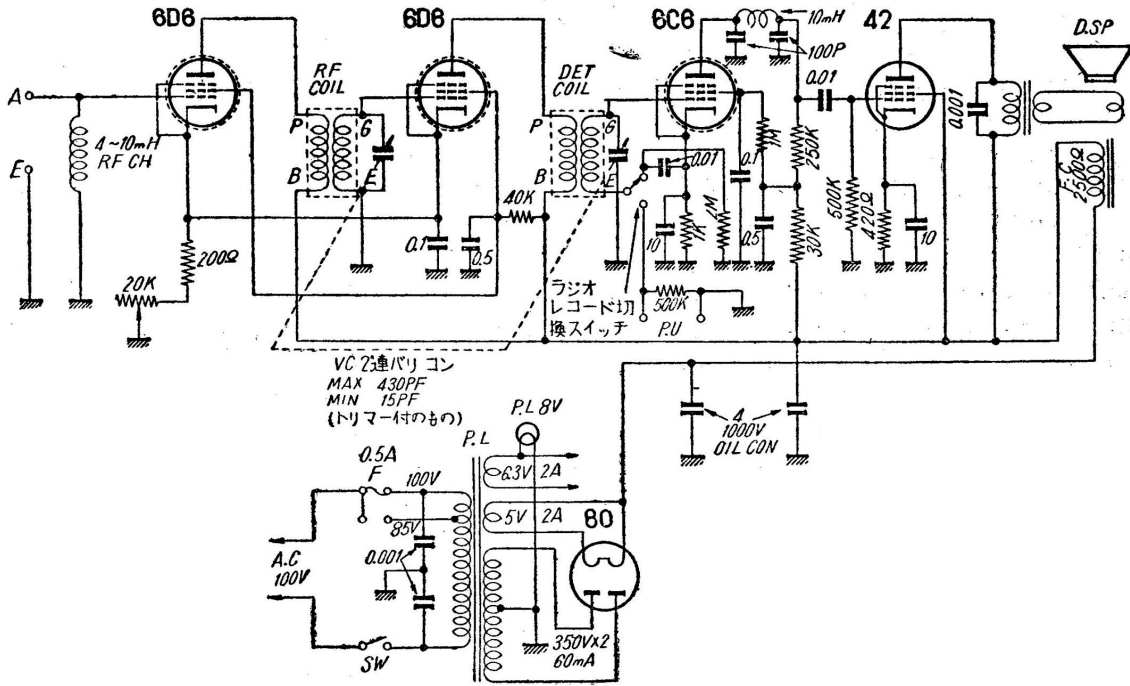 6D6
6D6
6C6
10mH
42
D.SP
100P
RF
COIL
DET
COIL
0.01
0.001
A
4~10mH
RF CH
E
P
G
B
E
P
G
B
E
0.01
0.1
1M
250K
40K
F.C
2500Ω
200Ω
0.1
0.5
10
1K
2M
0.5
30K
500K
420Ω
10
20K
ラジオ
レコード切
換スイッチ
500K
P.U
VC 2連バリコン
MAX 430PF
MIN 15PF
(トリマー付のもの)
P.L 8V
4
1000V
OIL CON
P.L
0.5A
F
100V
6.3V 2A
85V
5V 2A
80
A.C
100V
0.001
350V×2
60mA
SW